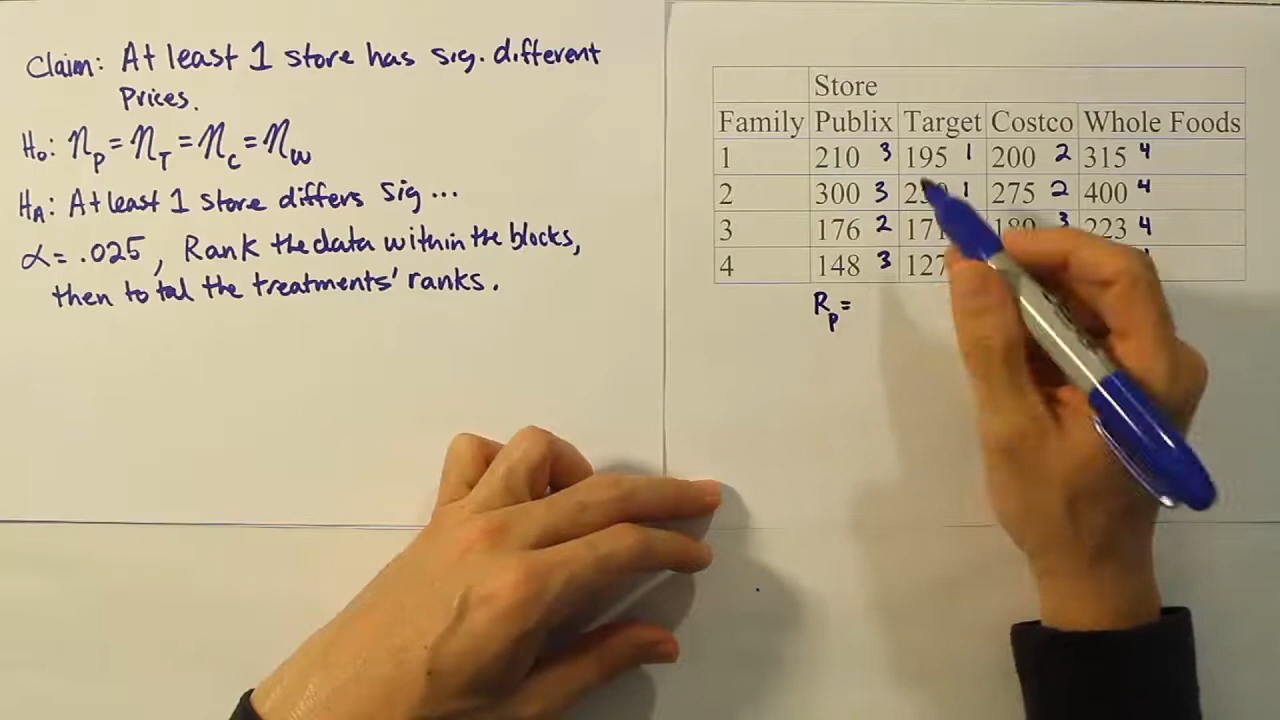 Claim: At least 1 store has sig. different
Prices.
H₀: ηp = ηT = ηc = ηw
HA: At least 1 store differs sig...
α = .025, Rank the data within the blocks,
then total the treatments' ranks.
Store
Family Publix Target Costco Whole Foods
1 210 3 195 1 200 2 315 4
2 300 3 1 275 2 400 4
3 176 2 171 189 3 223 4
4 148 3 127
Rp =